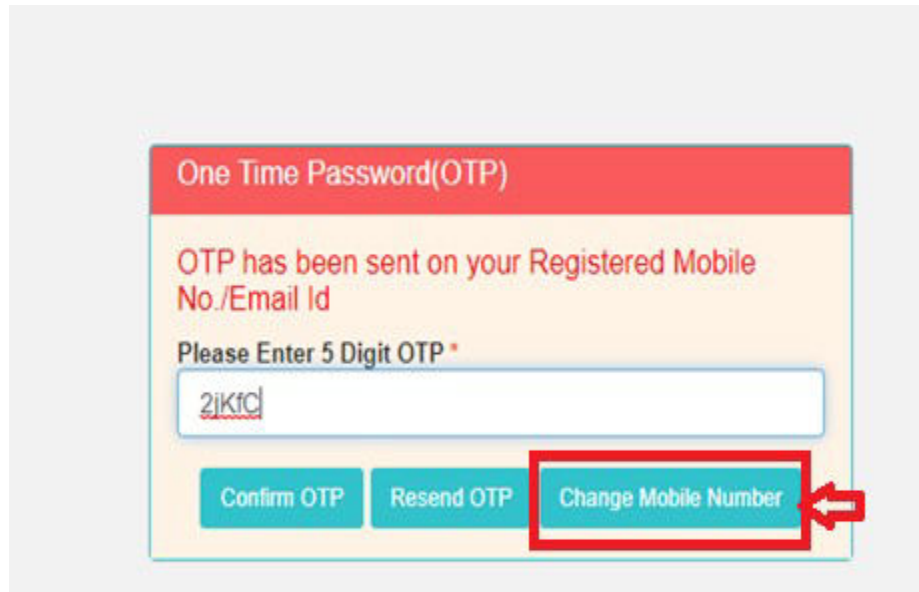 One Time Password(OTP)
OTP has been sent on your Registered Mobile
No./Email Id
Please Enter 5 Digit OTP *
2jKfC
Confirm OTP Resend OTP Change Mobile Number